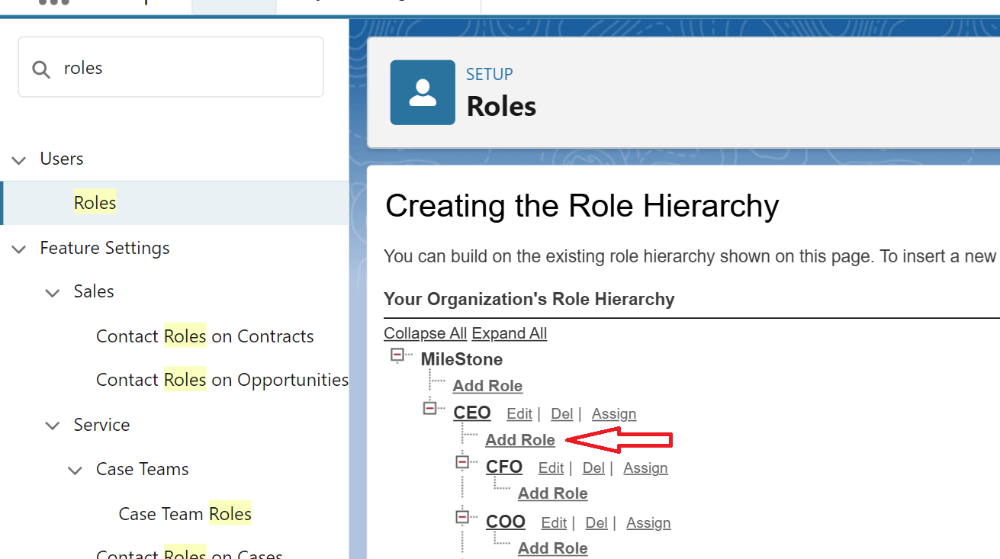 roles
Users
Roles
Feature Settings
Sales
Contact Roles on Contracts
Contact Roles on Opportunities
Service
Case Teams
Case Team Roles
Contact Roles on Cases
SETUP
Roles
Creating the Role Hierarchy
You can build on the existing role hierarchy shown on this page. To insert a new
Your Organization's Role Hierarchy
Collapse All Expand All
MileStone
Add Role
CEO Edit | Del | Assign
Add Role
CFO Edit | Del | Assign
Add Role
COO Edit | Del | Assign
Add Role